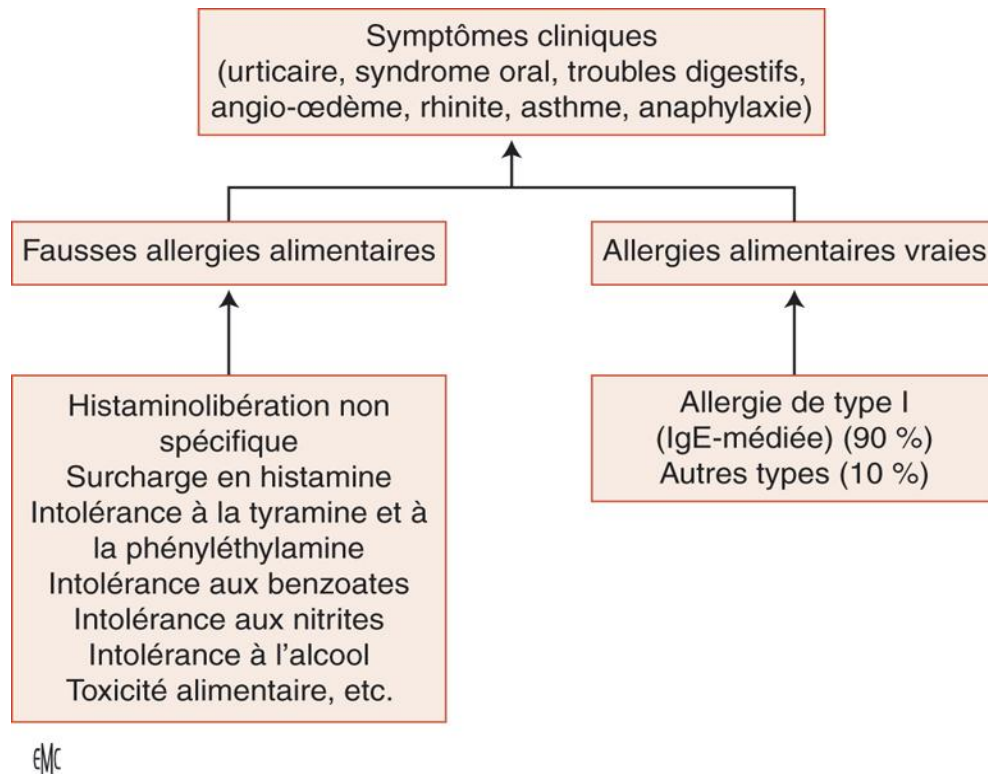 Symptômes cliniques
(urticaire, syndrome oral, troubles digestifs,
angio-œdème, rhinite, asthme, anaphylaxie)
Fausses allergies alimentaires
Allergies alimentaires vraies
Histaminolibération non
spécifique
Surcharge en histamine
Intolérance à la tyramine et à
la phényléthylamine
Intolérance aux benzoates
Intolérance aux nitrites
Intolérance à l’alcool
Toxicité alimentaire, etc.
Allergie de type I
(IgE-médiée) (90 %)
Autres types (10 %)
EMC